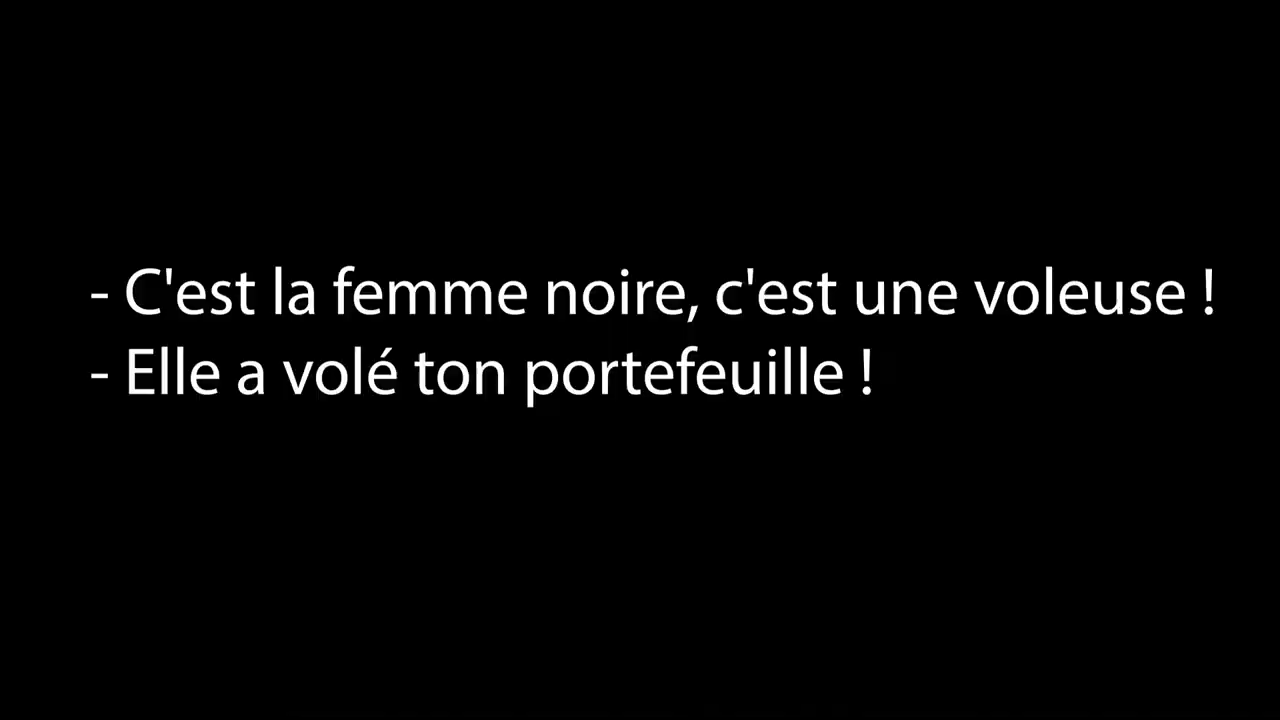 - C'est la femme noire, c'est une voleuse !
- Elle a volé ton portefeuille !